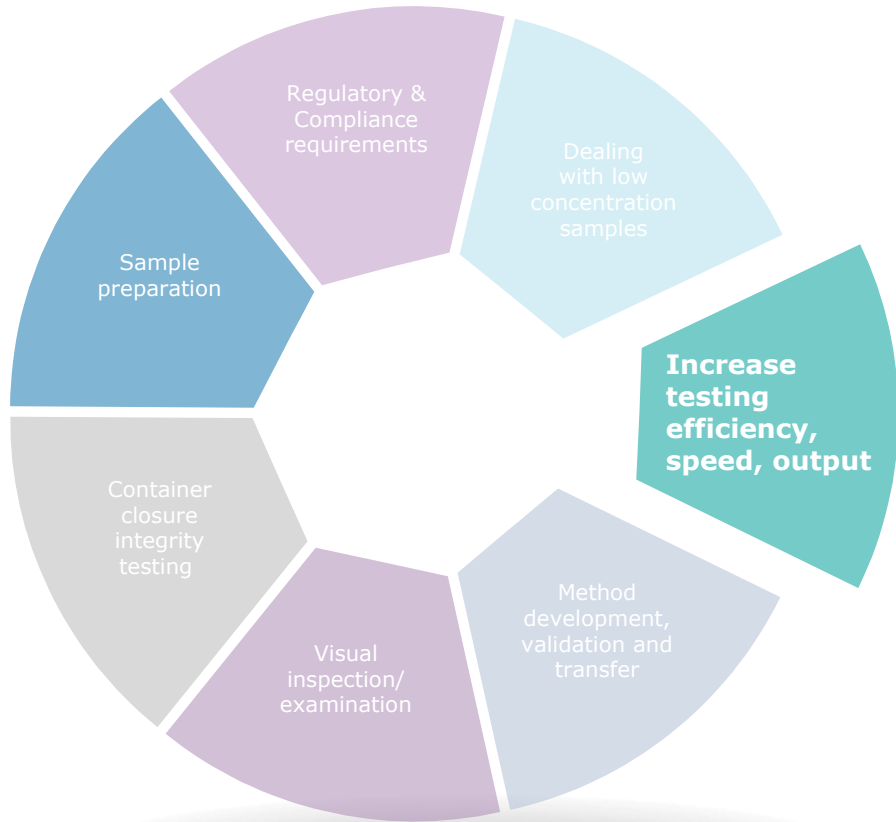 Regulatory &
Compliance
requirements
Dealing
with low
concentration
samples
Increase
testing
efficiency,
speed, output
Method
development,
validation and
transfer
Visual
inspection/
examination
Container
closure
integrity
testing
Sample
preparation